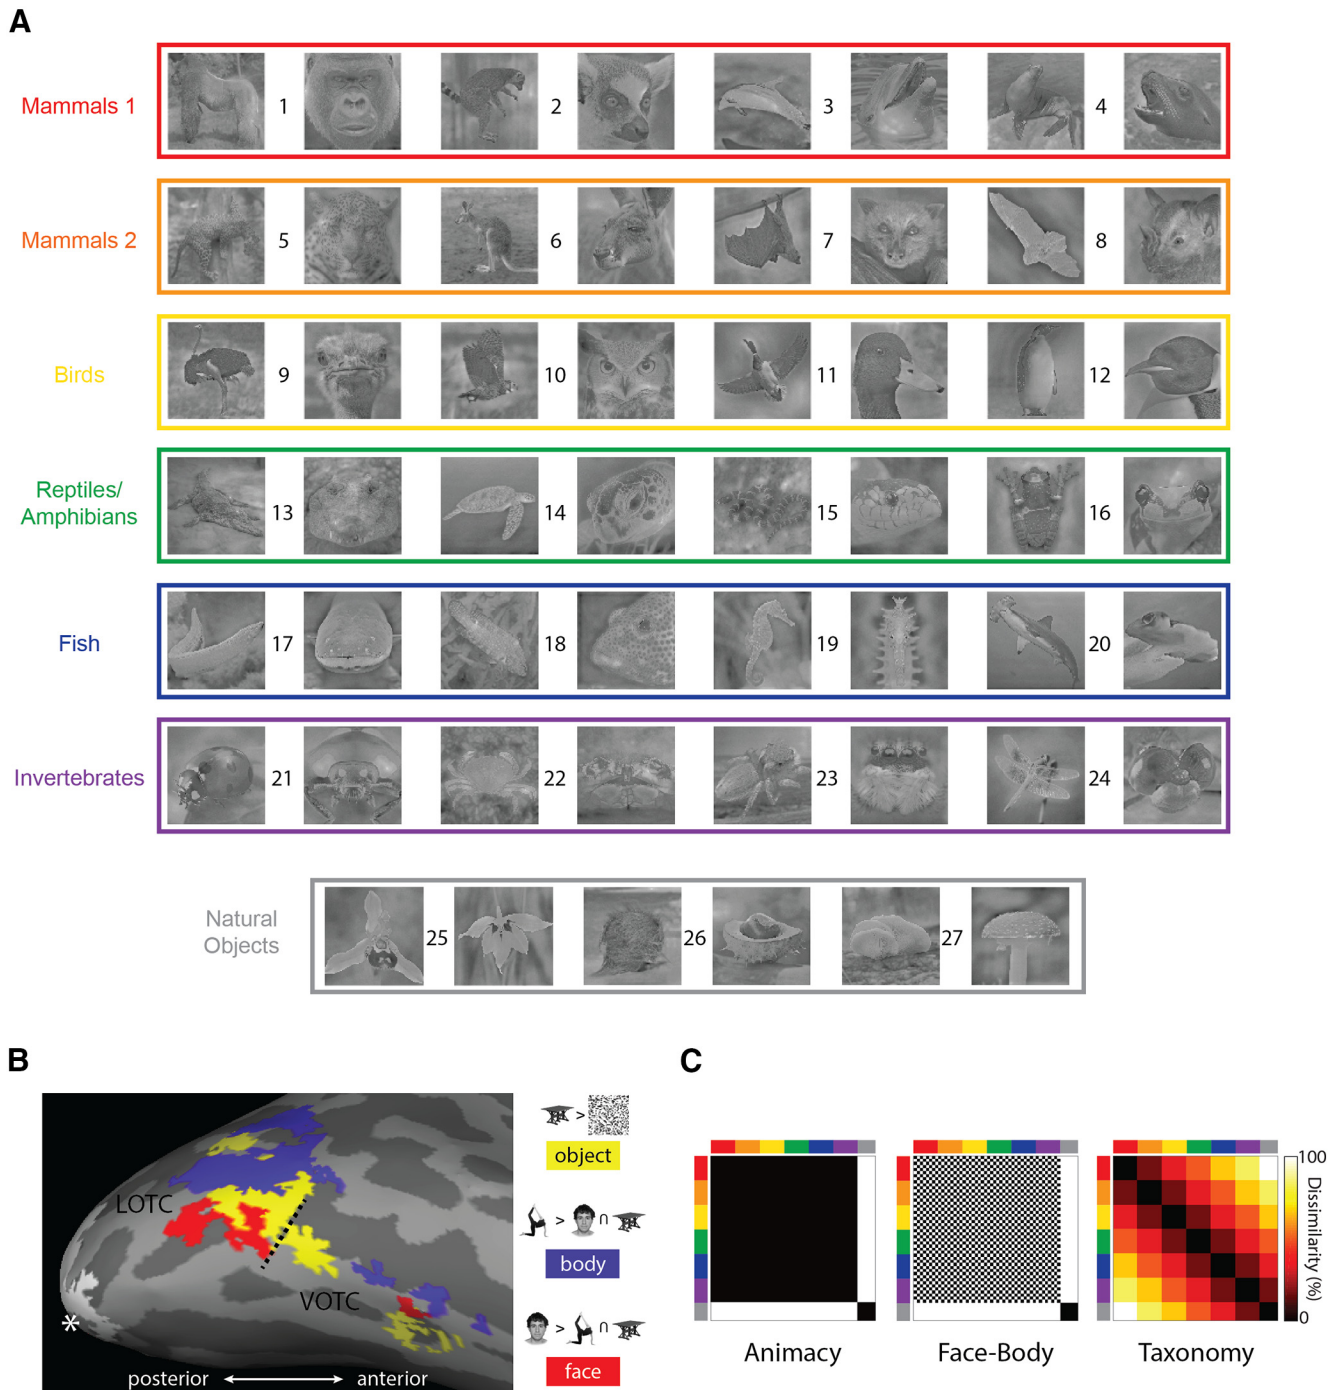 A
Mammals 1
1
2
3
4
Mammals 2
5
6
7
8
Birds
9
10
11
12
Reptiles/
Amphibians
13
14
15
16
Fish
17
18
19
20
Invertebrates
21
22
23
24
Natural
Objects
25
26
27
B
LOTC
VOTC
*
posterior
anterior
>
object
> ∩
body
> ∩
face
C
Animacy
Face-Body
Taxonomy
100
Dissimilarity (%)
0